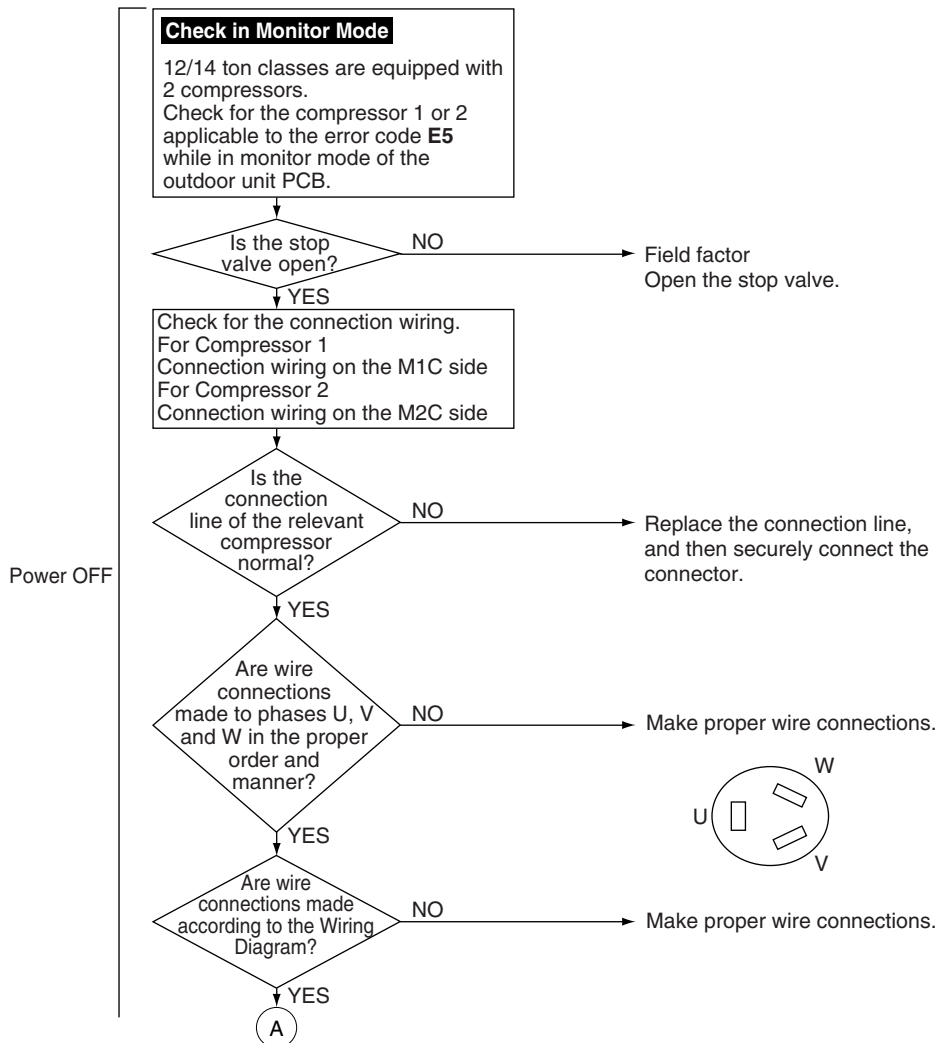 Check in Monitor Mode
12/14 ton classes are equipped with
2 compressors.
Check for the compressor 1 or 2
applicable to the error code E5
while in monitor mode of the
outdoor unit PCB.
Is the stop
valve open?
NO
Field factor
Open the stop valve.
YES
Check for the connection wiring.
For Compressor 1
Connection wiring on the M1C side
For Compressor 2
Connection wiring on the M2C side
Is the
connection
line of the relevant
compressor
normal?
NO
Replace the connection line,
and then securely connect the
connector.
Power OFF
YES
Are wire
connections
made to phases U, V
and W in the proper
order and
manner?
NO
Make proper wire connections.
W
U
V
YES
Are wire
connections made
according to the Wiring
Diagram?
NO
Make proper wire connections.
YES
A